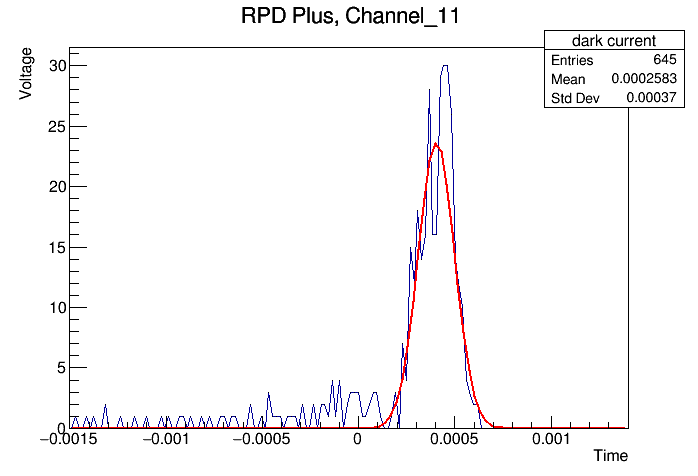 RPD Plus, Channel_11
dark current
Entries 645
Mean 0.0002583
Std Dev 0.00037
Voltage
30
25
20
15
10
5
0
−0.0015 −0.001 −0.0005 0 0.0005 0.001
Time